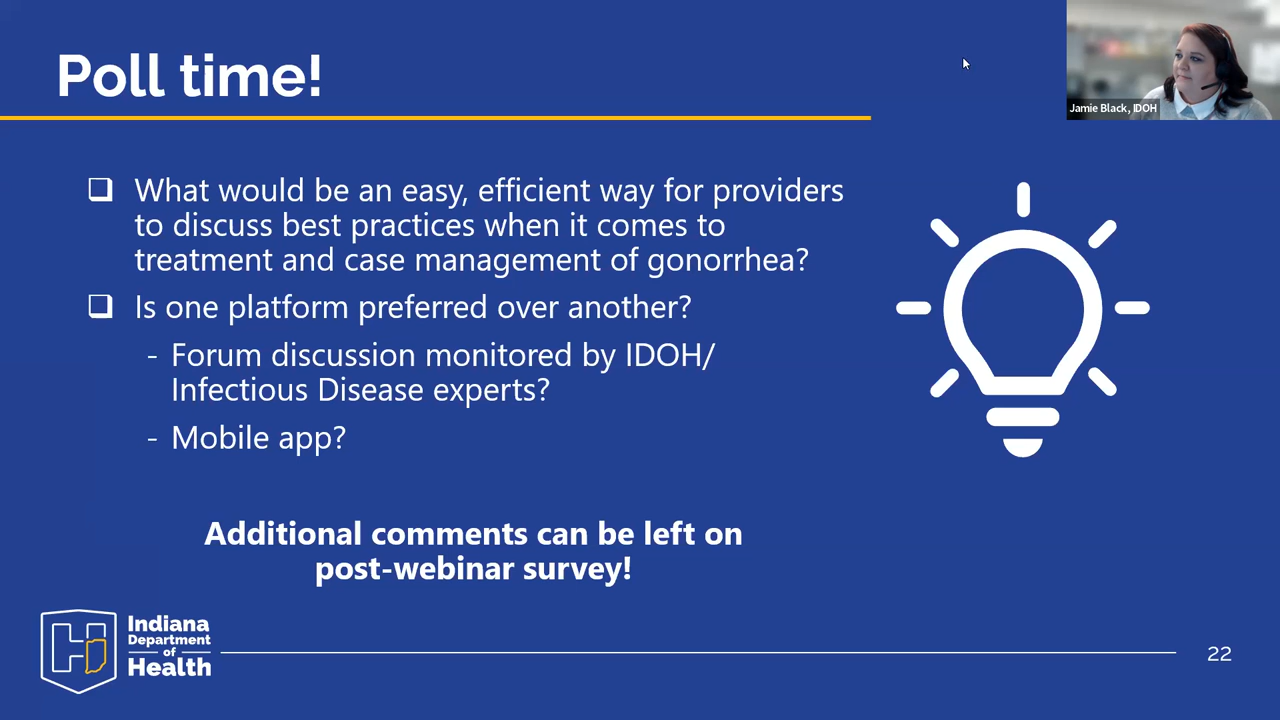 Poll time!
Jamie Black, IDOH
❑ What would be an easy, efficient way for providers
to discuss best practices when it comes to
treatment and case management of gonorrhea?
❑ Is one platform preferred over another?
- Forum discussion monitored by IDOH/
Infectious Disease experts?
- Mobile app?
Additional comments can be left on
post-webinar survey!
Indiana
Department
of
Health
22